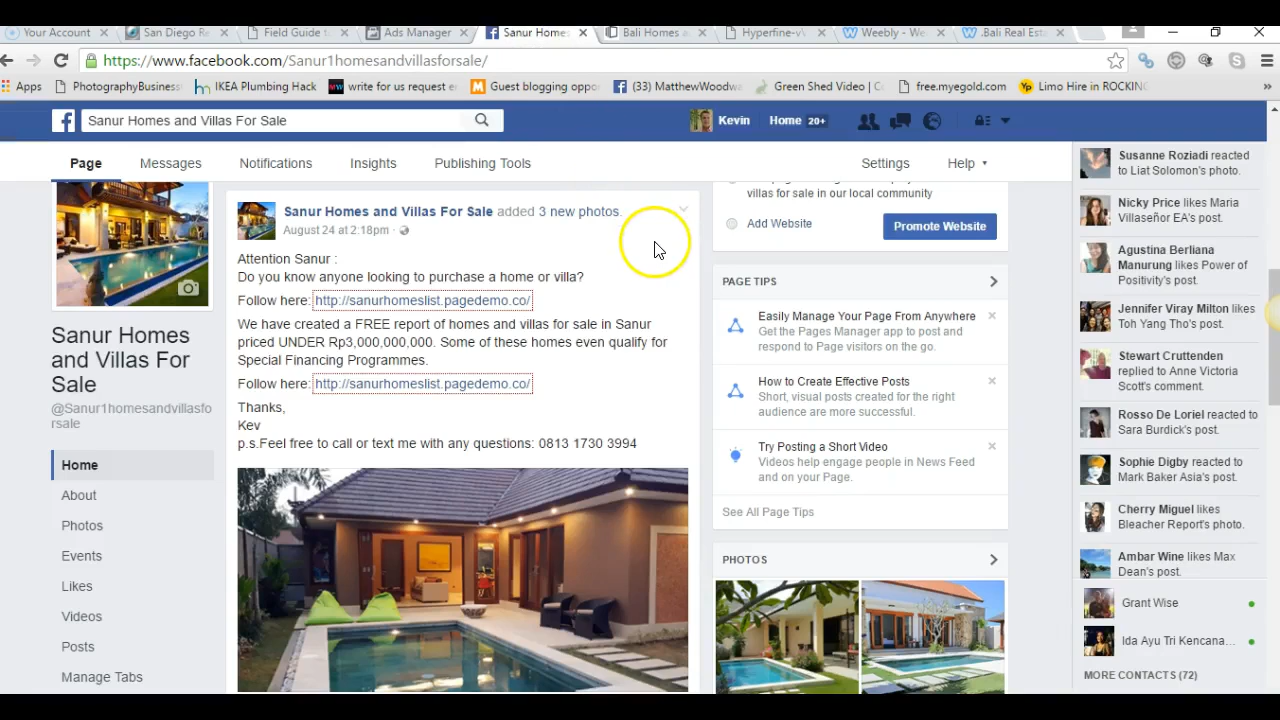 Your Account
San Diego Re
Field Guide t
Ads Manager
Sanur Homes
Bali Homes a
Hyperfine-v
Weebly - We
.Bali Real Est
https://www.facebook.com/Sanur1homesandvillasforsale/
Apps
PhotographyBusiness
IKEA Plumbing Hack
write for us request e
Guest blogging oppo
(33) MatthewWoodwa
Green Shed Video | C
free.myegold.com
Limo Hire in ROCKIN
Sanur Homes and Villas For Sale
Kevin
Home 20+
Page
Messages
Notifications
Insights
Publishing Tools
Settings
Help
Sanur Homes and Villas For Sale added 3 new photos.
August 24 at 2:18pm
Attention Sanur :
Do you know anyone looking to purchase a home or villa?
Follow here: http://sanurhomeslist.pagedemo.co/
We have created a FREE report of homes and villas for sale in Sanur
priced UNDER Rp3,000,000,000. Some of these homes even qualify for
Special Financing Programmes.
Follow here: http://sanurhomeslist.pagedemo.co/
Thanks,
Kev
p.s.Feel free to call or text me with any questions: 0813 1730 3994
Sanur Homes
and Villas For
Sale
@Sanur1homesandvillasfo
rsale
Home
About
Photos
Events
Likes
Videos
Posts
Manage Tabs
villas for sale in our local community
Add Website
Promote Website
PAGE TIPS
Easily Manage Your Page From Anywhere
Get the Pages Manager app to post and
respond to Page visitors on the go.
How to Create Effective Posts
Short, visual posts created for the right
audience are more successful.
Try Posting a Short Video
Videos help engage people in News Feed
and on your Page.
See All Page Tips
PHOTOS
Susanne Roziadi reacted
to Liat Solomon's photo.
Nicky Price likes Maria
Villaseñor EA's post.
Agustina Berliana
Manurung likes Power of
Positivity's post.
Jennifer Viray Milton likes
Toh Yang Tho's post.
Stewart Cruttenden
replied to Anne Victoria
Scott's comment.
Rosso De Loriel reacted to
Sara Burdick's post.
Sophie Digby reacted to
Mark Baker Asia's post.
Cherry Miguel likes
Bleacher Report's photo.
Ambar Wine likes Max
Dean's post.
Grant Wise
Ida Ayu Tri Kencana...
MORE CONTACTS (72)